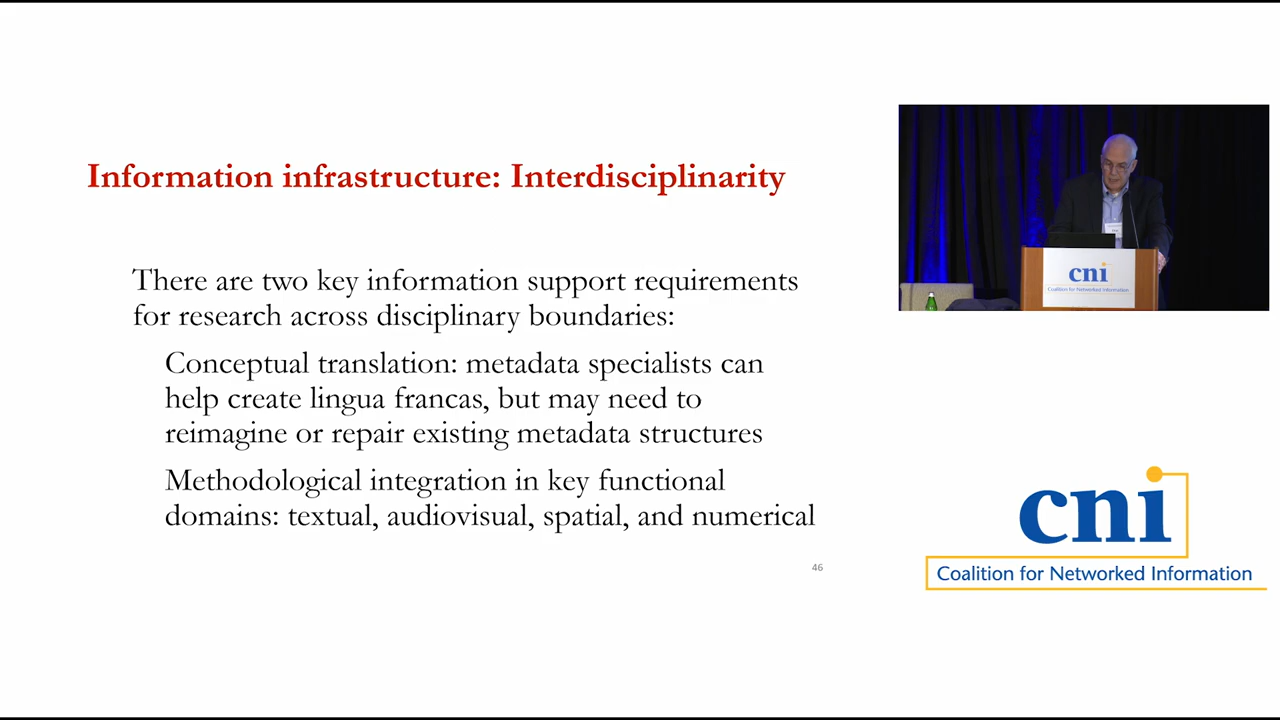 Information infrastructure: Interdisciplinarity
There are two key information support requirements
for research across disciplinary boundaries:
Conceptual translation: metadata specialists can
help create lingua francas, but may need to
reimagine or repair existing metadata structures
Methodological integration in key functional
domains: textual, audiovisual, spatial, and numerical
46
cni
Coalition for Networked Information
cni
Coalition for Networked Information